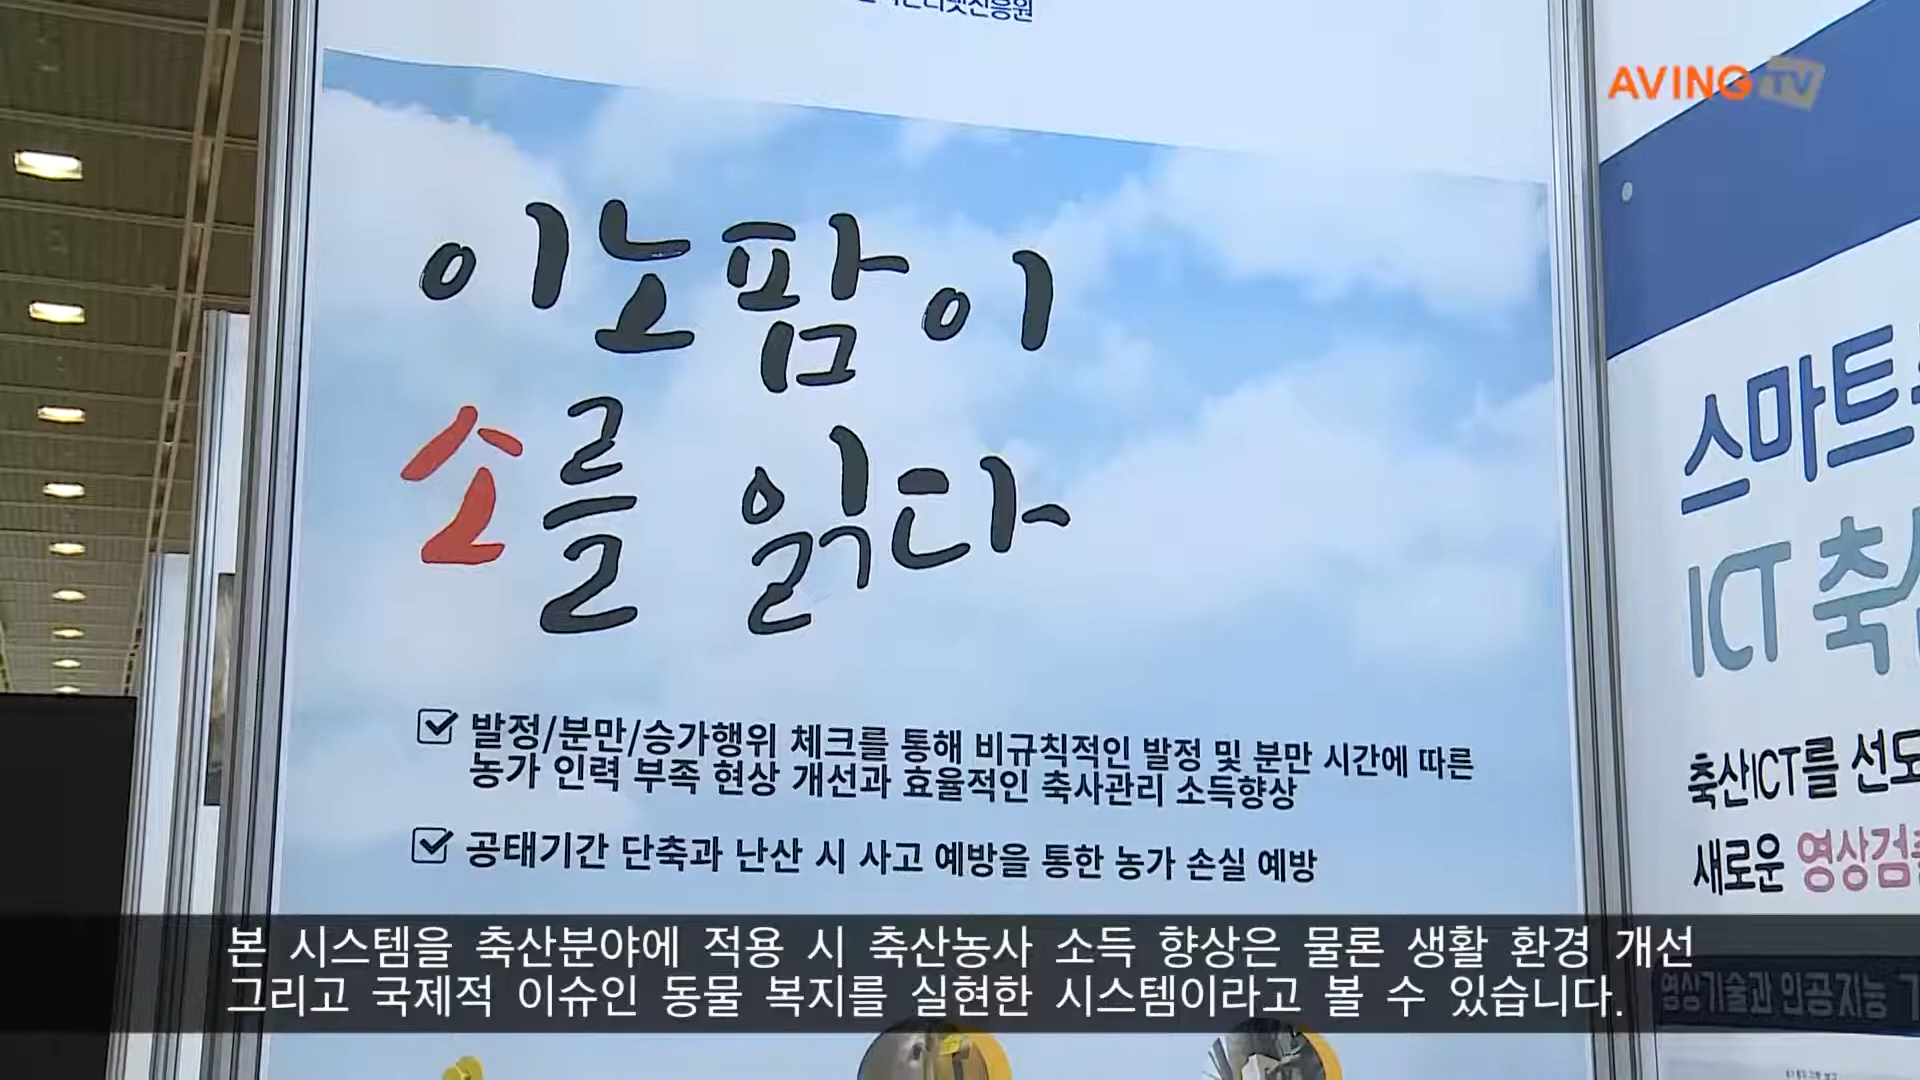 AVING TV
이노팜이
소를 읽다
발정/분만/승가행위 체크를 통해 비규칙적인 발정 및 분만 시간에 따른
농가 인력 부족 현상 개선과 효율적인 축사관리 소득향상
공태기간 단축과 난산 시 사고 예방을 통한 농가 손실 예방
스마트
축산ICT를
새로운
영상기술과 인공지능
본 시스템을 축산분야에 적용 시 축산농사 소득 향상은 물론 생활 환경 개선
그리고 국제적 이슈인 동물 복지를 실현한 시스템이라고 볼 수 있습니다.